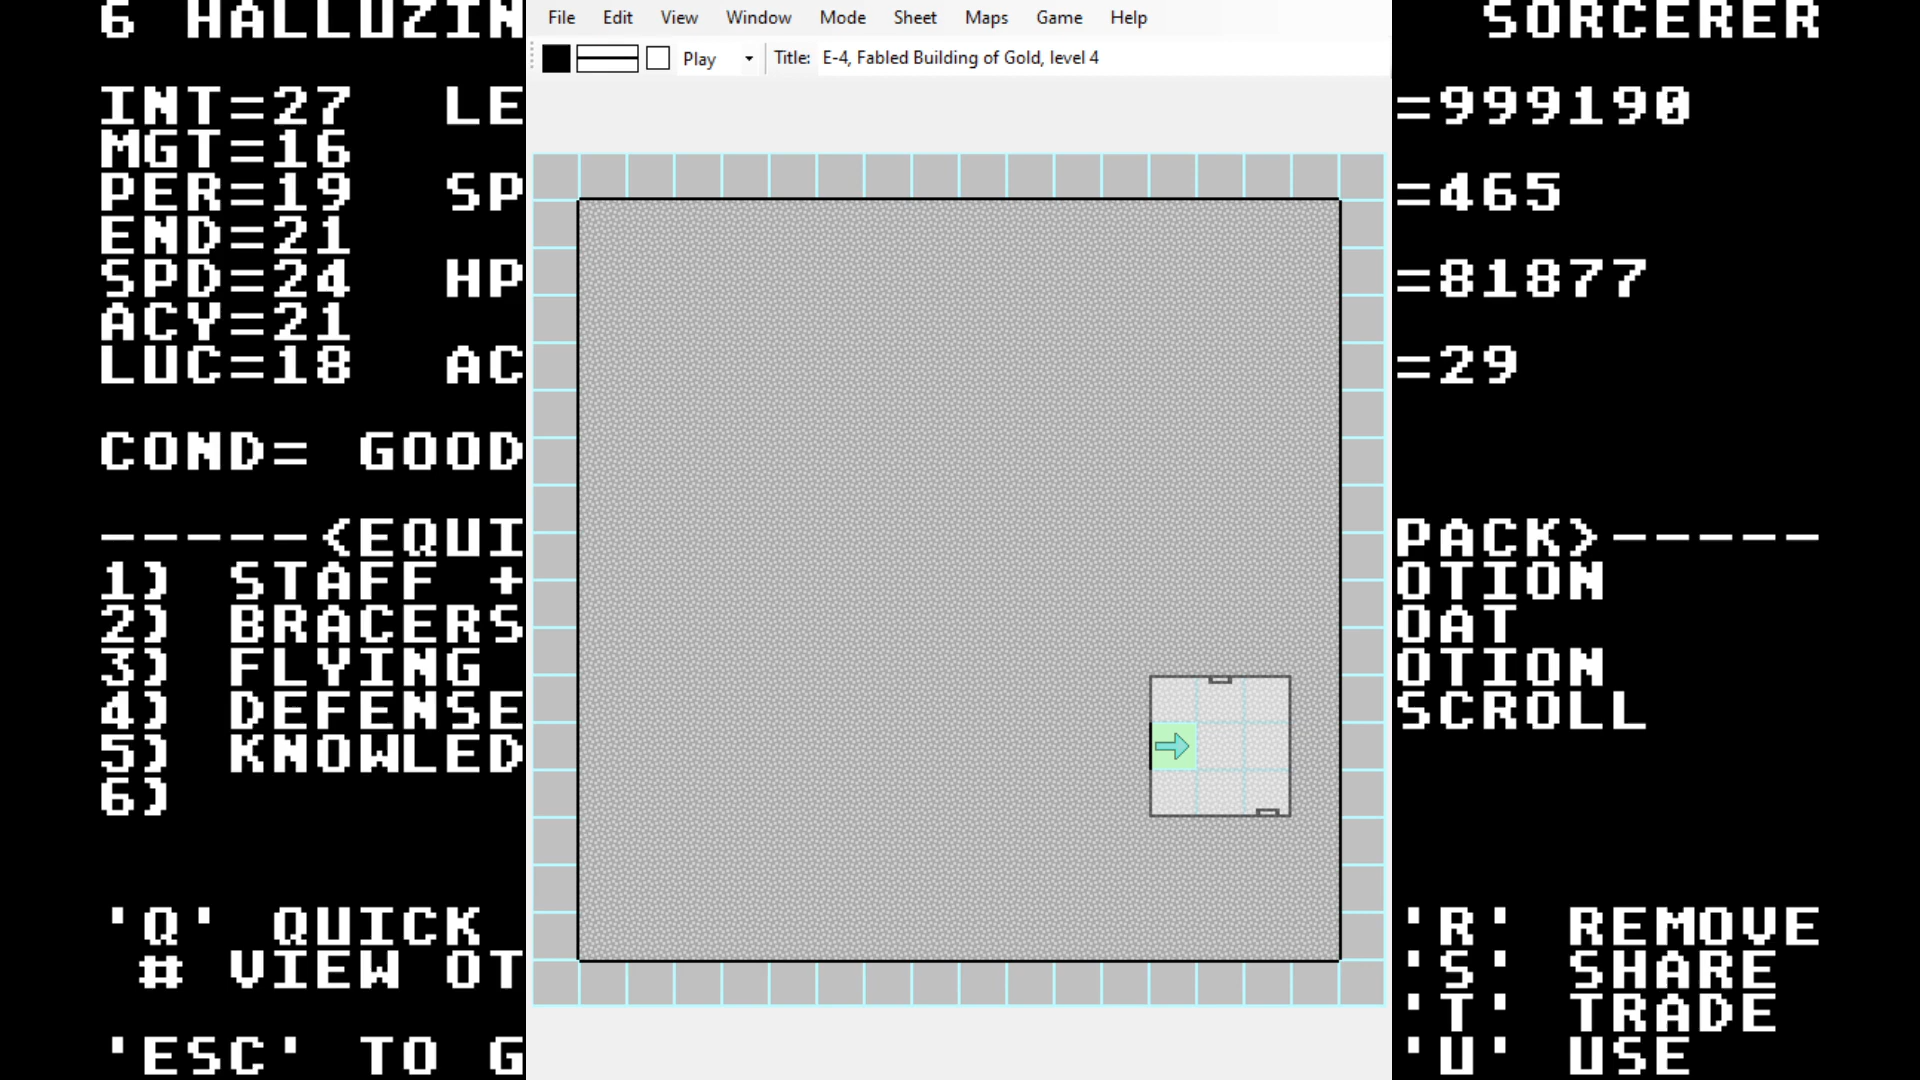 File Edit View Window Mode Sheet Maps Game Help
Play Title: E-4, Fabled Building of Gold, level 4
6 HALLUZIN SORCERER
INT=27 LE =999190
MGT=16
PER=19 SP =465
END=21
SPD=24 HP =81877
ACY=21
LUC=18 AC =29
COND= GOOD
-----<EQUI PACK>-----
1) STAFF + OTION
2) BRACERS OAT
3) FLYING OTION
4) DEFENSE SCROLL
5) KNOWLED
6)
'Q' QUICK 'R' REMOVE
# VIEW OT 'S' SHARE
'T' TRADE
'ESC' TO G 'U' USE